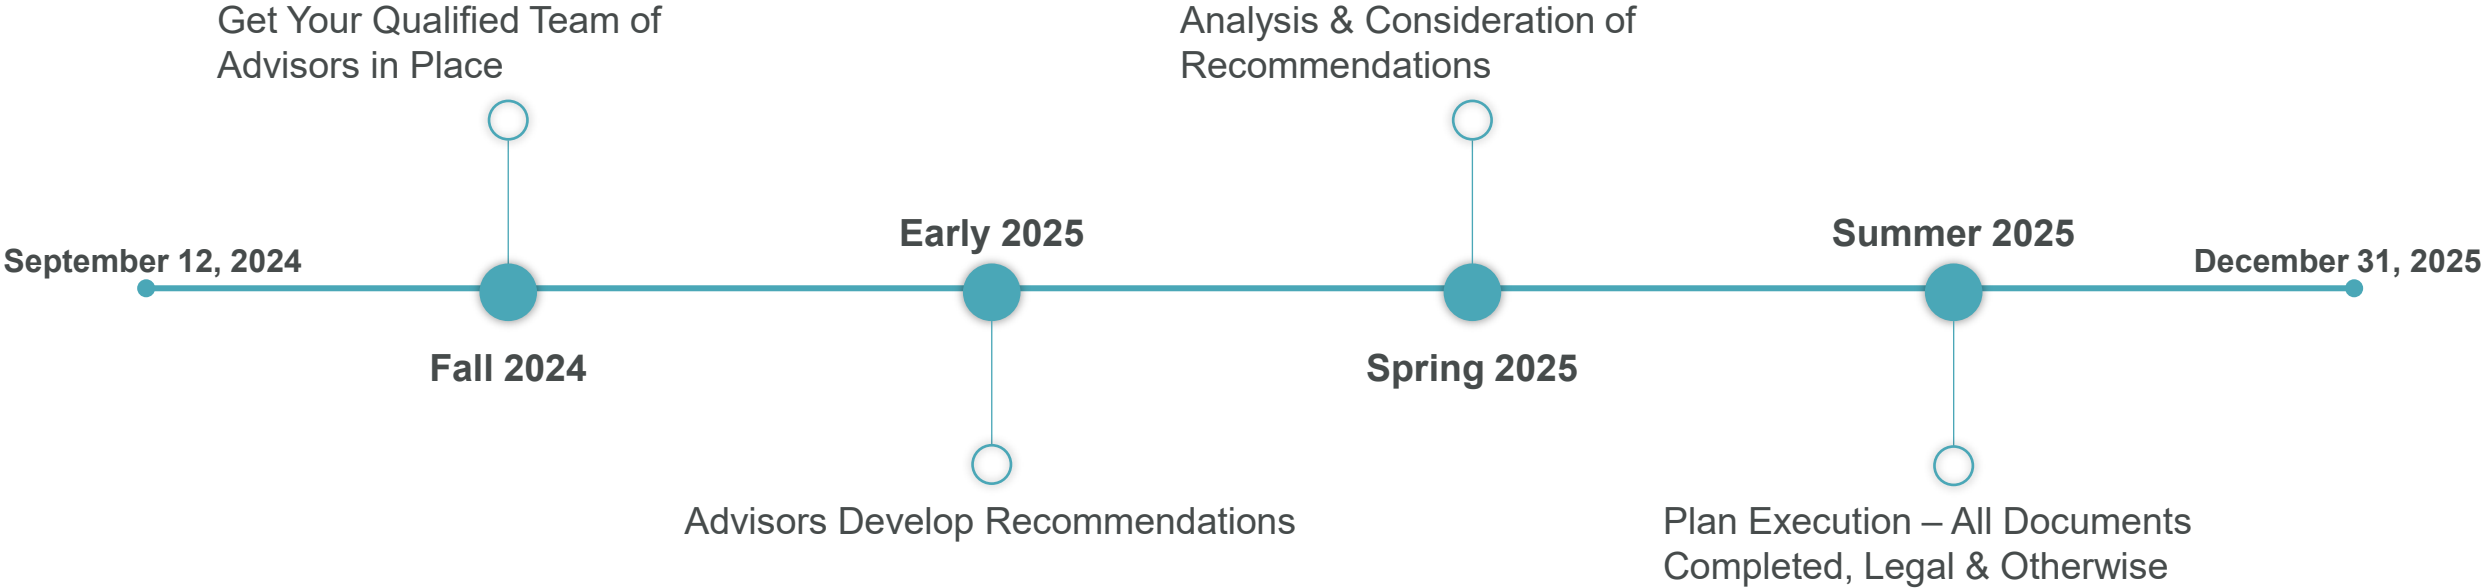 Get Your Qualified Team of
Advisors in Place
Analysis & Consideration of
Recommendations
September 12, 2024
Early 2025
Summer 2025
December 31, 2025
Fall 2024
Spring 2025
Advisors Develop Recommendations
Plan Execution – All Documents
Completed, Legal & Otherwise